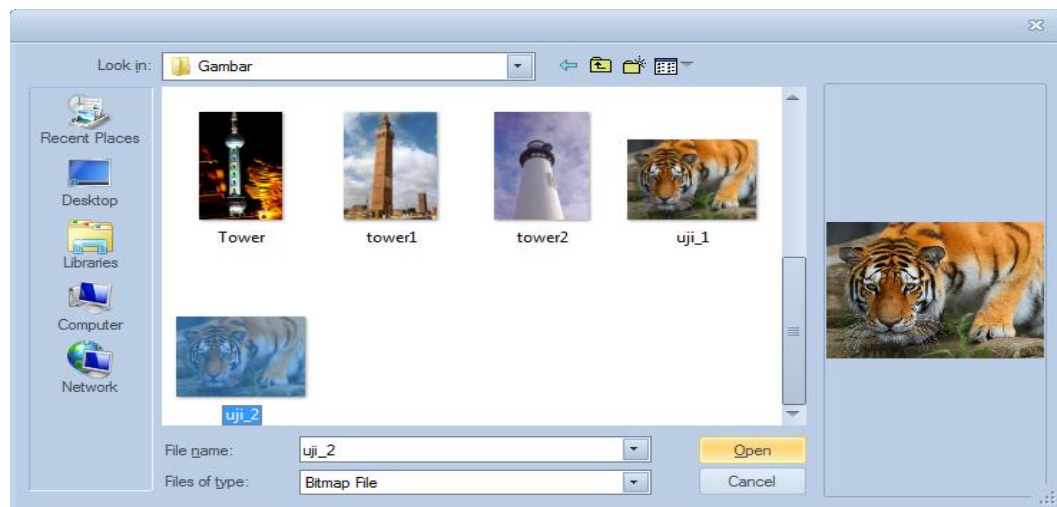 Look in:
Gambar
Recent Places
Desktop
Libraries
Computer
Network
Tower
tower1
tower2
uji_1
uji_2
File name:
uji_2
Open
Files of type:
Bitmap File
Cancel